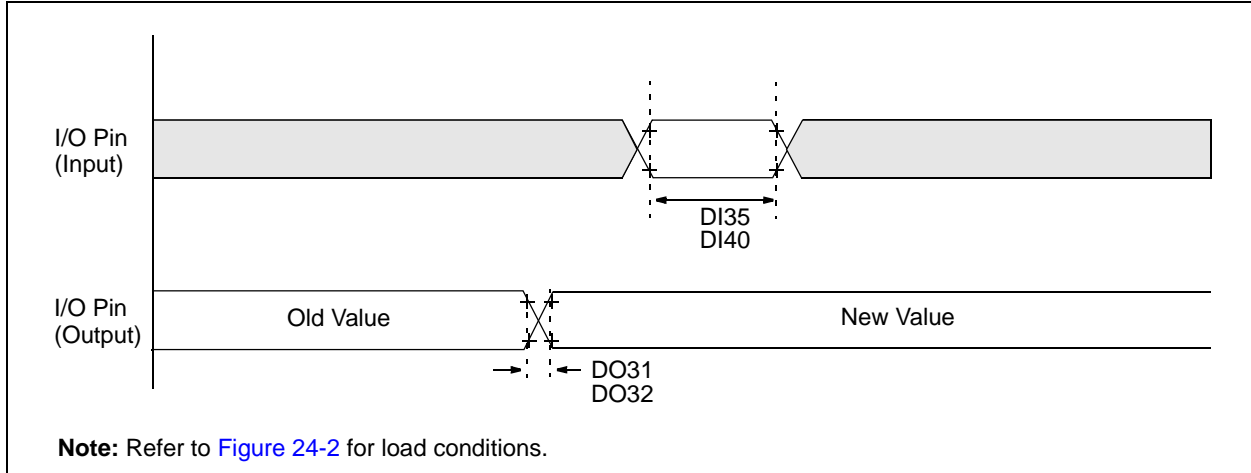 I/O Pin
(Input)
DI35
DI40
I/O Pin
(Output)
Old Value
New Value
DO31
DO32
Note: Refer to Figure 24-2 for load conditions.